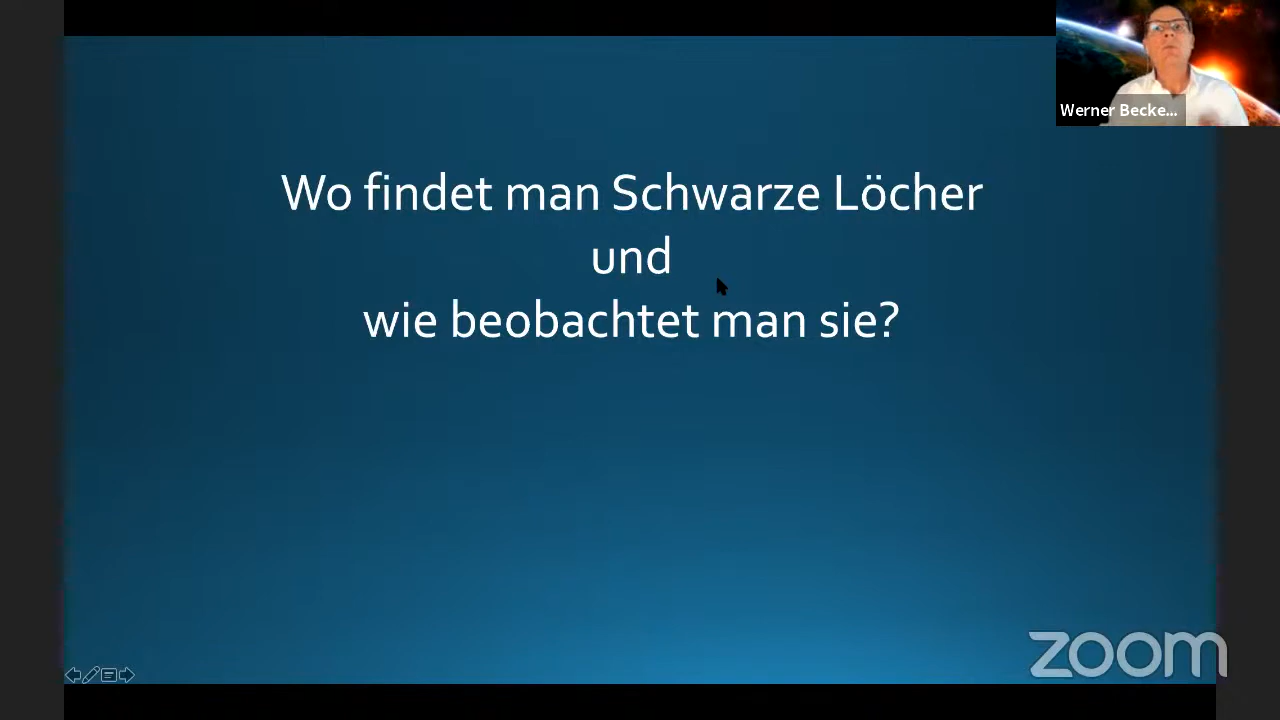 Werner Becke...
Wo findet man Schwarze Löcher
und
wie beobachtet man sie?
zoom